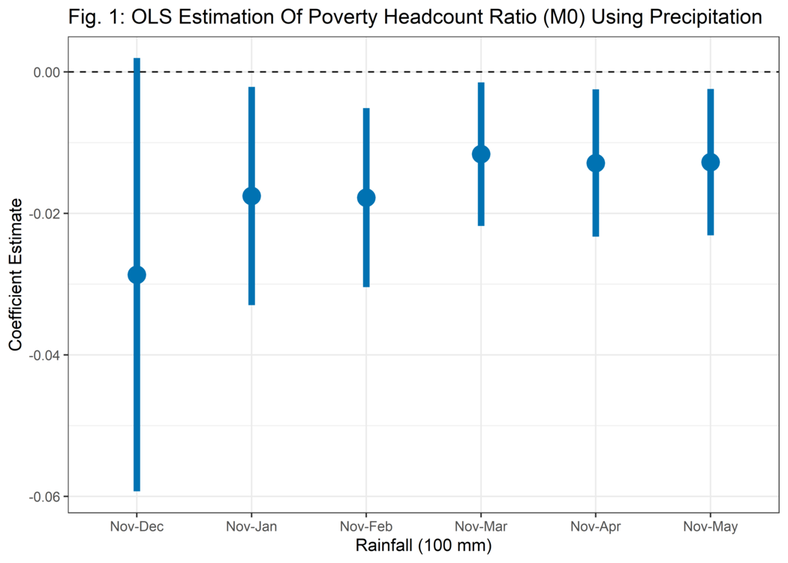 Fig. 1: OLS Estimation Of Poverty Headcount Ratio (M0) Using Precipitation
Coefficient Estimate
0.00
-0.02
-0.04
-0.06
Nov-Dec Nov-Jan Nov-Feb Nov-Mar Nov-Apr Nov-May
Rainfall (100 mm)